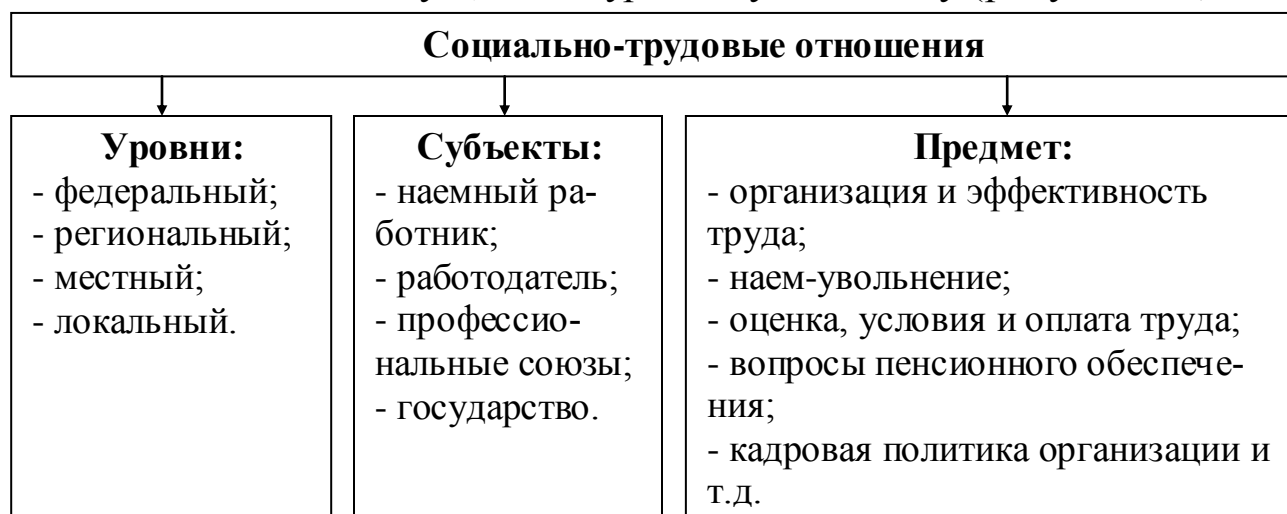 Социально-трудовые отношения
Уровни:
- федеральный;
- региональный;
- местный;
- локальный.
Субъекты:
- наемный ра-
ботник;
- работодатель;
- профессио-
нальные союзы;
- государство.
Предмет:
- организация и эффективность
труда;
- наем-увольнение;
- оценка, условия и оплата труда;
- вопросы пенсионного обеспече-
ния;
- кадровая политика организации и
т.д.